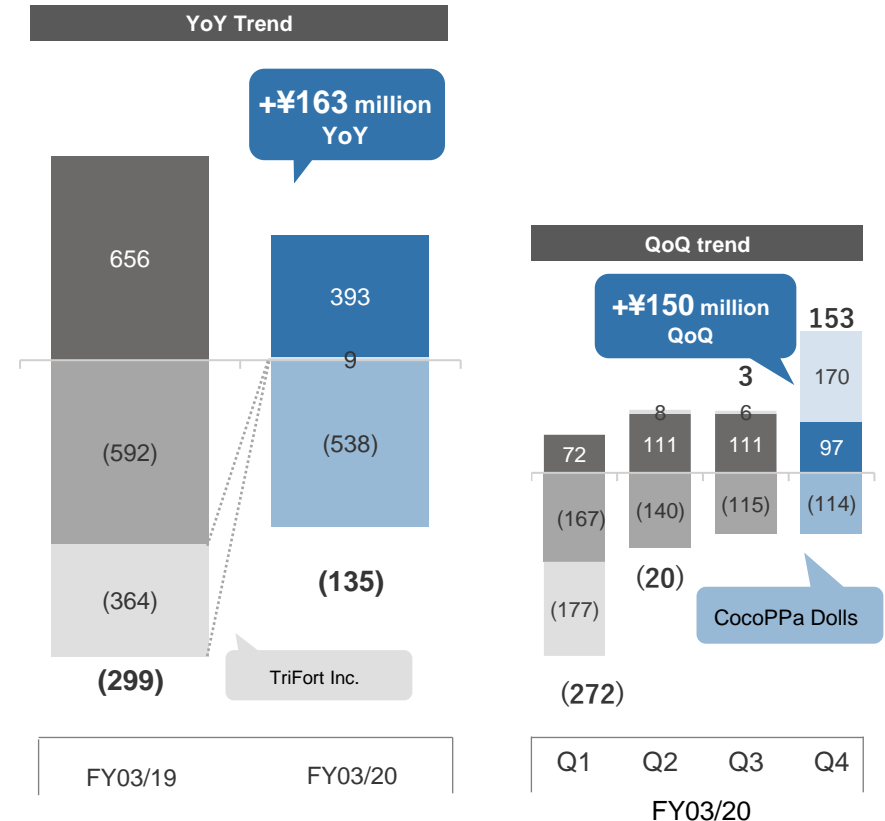 YoY Trend
+¥163 million
YoY
656
393
9
(592)
(538)
(364)
(135)
(299)
TriFort Inc.
FY03/19
FY03/20
QoQ trend
+¥150 million
QoQ
153
3
170
8
6
72
111
111
97
(167)
(140)
(115)
(114)
(177)
(20)
CocoPPa Dolls
(272)
Q1
Q2
Q3
Q4
FY03/20